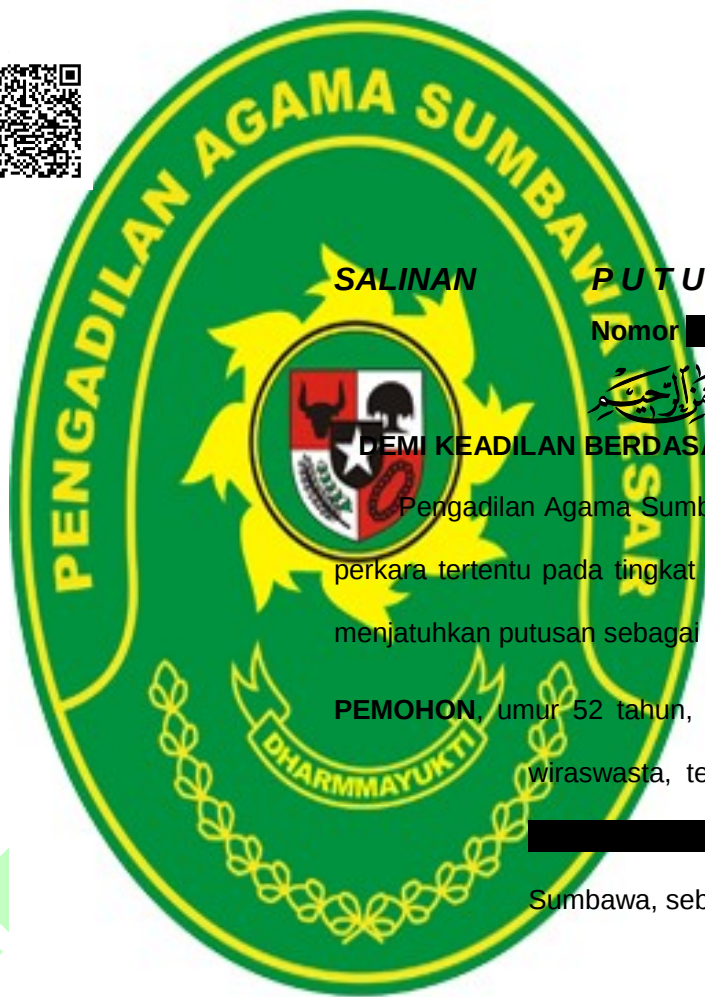 PENGADILAN AGAMA SUMBAWA BESAR
SALINAN P U T U
Nomor
DEMI KEADILAN BERDASA
Pengadilan Agama Sumb
perkara tertentu pada tingkat
menjatuhkan putusan sebagai
PEMOHON, umur 52 tahun,
wiraswasta, te
Sumbawa, seb
DHARMMAYUKTI